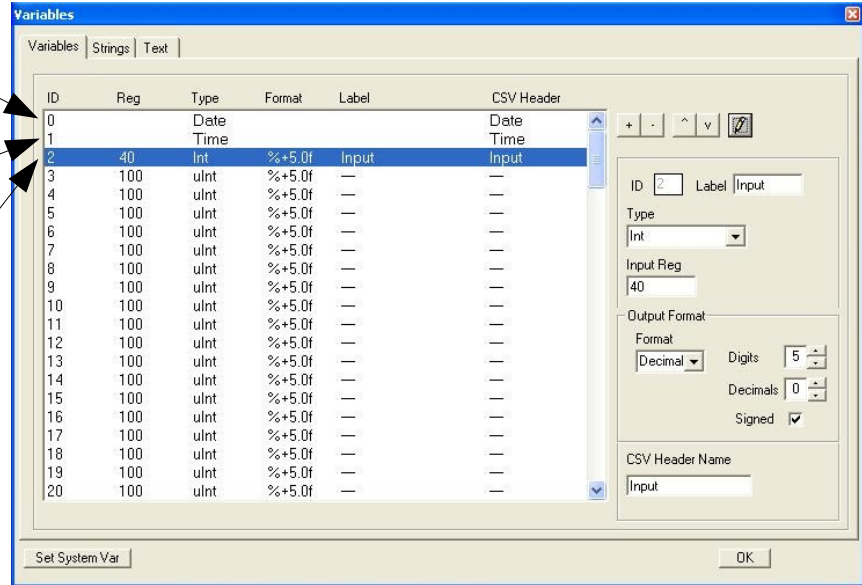 Variables
Variables Strings Text
ID Reg Type Format Label CSV Header
0 Date Date
1 Time Time
2 40 Int %+5.0f Input Input
3 100 uInt %+5.0f — —
4 100 uInt %+5.0f — —
5 100 uInt %+5.0f — —
6 100 uInt %+5.0f — —
7 100 uInt %+5.0f — —
8 100 uInt %+5.0f — —
9 100 uInt %+5.0f — —
10 100 uInt %+5.0f — —
11 100 uInt %+5.0f — —
12 100 uInt %+5.0f — —
13 100 uInt %+5.0f — —
14 100 uInt %+5.0f — —
15 100 uInt %+5.0f — —
16 100 uInt %+5.0f — —
17 100 uInt %+5.0f — —
18 100 uInt %+5.0f — —
19 100 uInt %+5.0f — —
20 100 uInt %+5.0f — —
+ - ^ v
ID 2 Label Input
Type
Int
Input Reg
40
Output Format
Format
Decimal
Digits 5
Decimals 0
Signed
CSV Header Name
Input
Set System Var OK